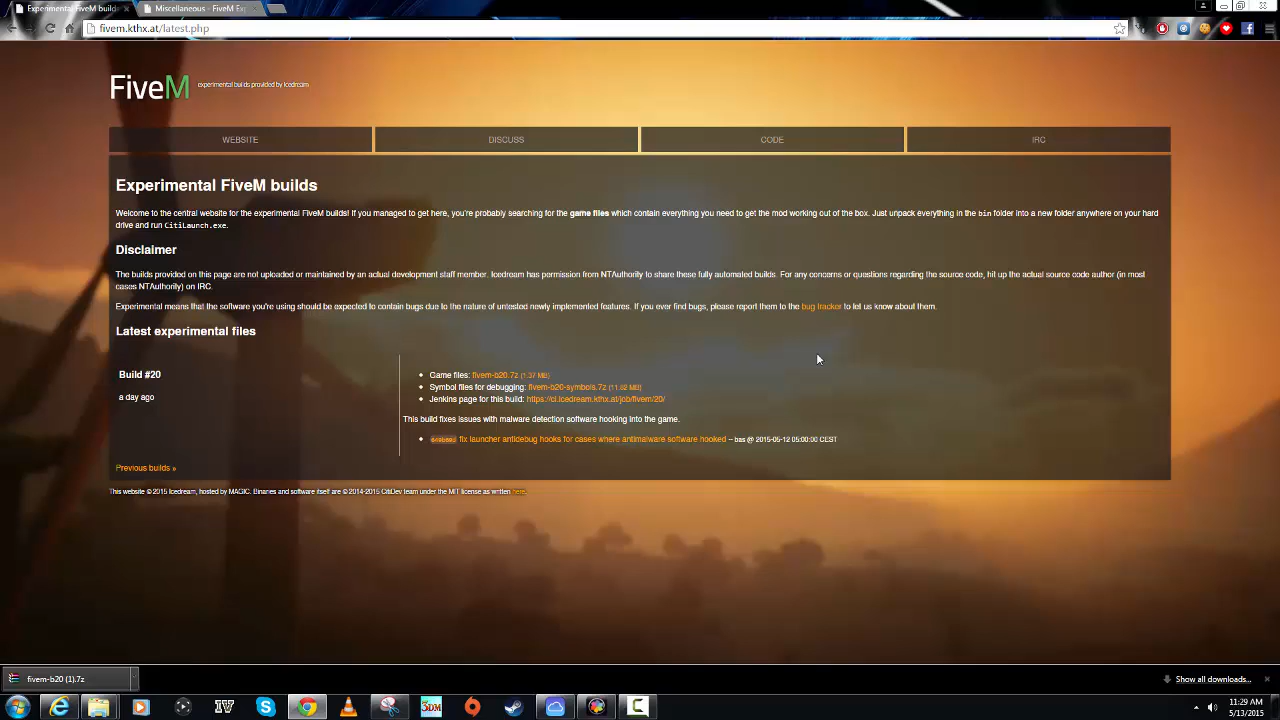 Experimental FiveM build
Miscellaneous - FiveM Ex
fivem.kthx.at/latest.php
FiveM experimental builds provided by Icedream
WEBSITE
DISCUSS
CODE
IRC
Experimental FiveM builds
Welcome to the central website for the experimental FiveM builds! If you managed to get here, you're probably searching for the game files which contain everything you need to get the mod working out of the box. Just unpack everything in the bin folder into a new folder anywhere on your hard
drive and run CitiLaunch.exe.
Disclaimer
The builds provided on this page are not uploaded or maintained by an actual development staff member. Icedream has permission from NTAuthority to share these fully automated builds. For any concerns or questions regarding the source code, hit up the actual source code author (in most
cases NTAuthority) on IRC.
Experimental means that the software you're using should be expected to contain bugs due to the nature of untested newly implemented features. If you ever find bugs, please report them to the bug tracker to let us know about them.
Latest experimental files
Build #20
a day ago
Game files: fivem-b20.7z (1.37 MB)
Symbol files for debugging: fivem-b20-symbols.7z (11.82 MB)
Jenkins page for this build: https://ci.icedream.kthx.at/job/fivem/20/
This build fixes issues with malware detection software hooking into the game.
fix launcher antidebug hooks for cases where antimalware software hooked -- bas @ 2015-05-12 05:00:00 CEST
Previous builds »
This website © 2015 Icedream, hosted by MAGIC. Binaries and software itself are © 2014-2015 CitiDev team under the MIT license as written here.
fivem-b20 (1).7z
Show all downloads...
IV
3DM
11:29 AM
5/13/2015